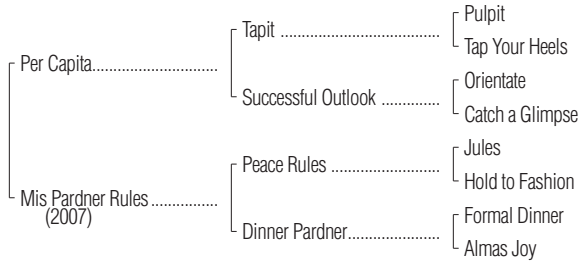 Pulpit
Tapit ........................................
Tap Your Heels
Per Capita................................
Orientate
Successful Outlook ..............
Catch a Glimpse
Jules
Peace Rules ..........................
Hold to Fashion
Mis Pardner Rules .................
(2007)
Formal Dinner
Dinner Pardner.......................
Almas Joy